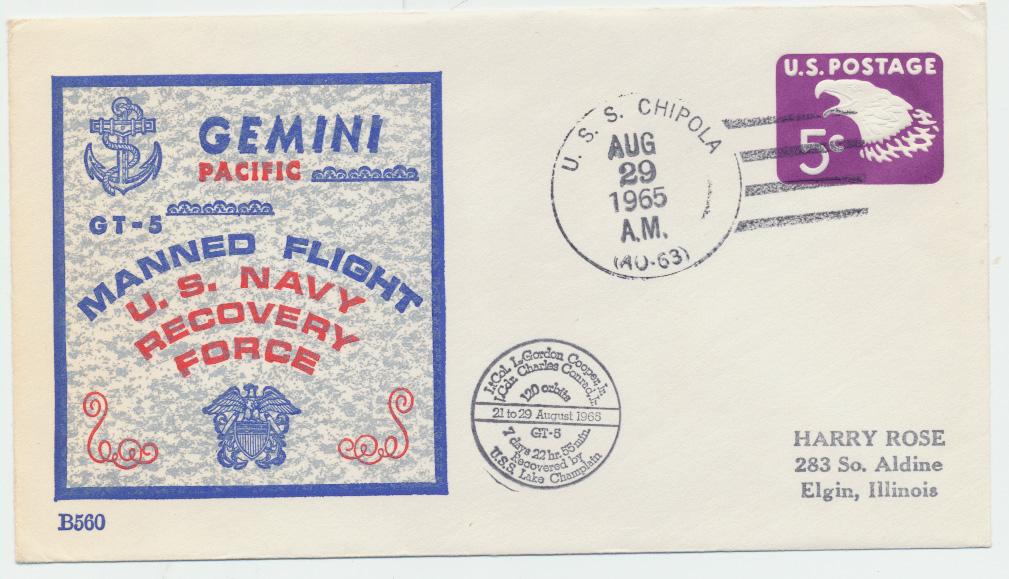 GEMINI
PACIFIC
GT-5
MANNED FLIGHT
U. S. NAVY
RECOVERY
FORCE
B560
U. S. S. CHIPOLA
AUG
29
1965
A.M.
(AO-63)
U.S. POSTAGE
5c
Lt.Col. L.Gordon Cooper, Jr.
LCdr. Charles Conrad, Jr.
120 orbits
21 to 29 August 1965
GT-5
7 days 22 hr. 55 min.
Recovered by
U.S.S. Lake Champlain
HARRY ROSE
283 So. Aldine
Elgin, Illinois